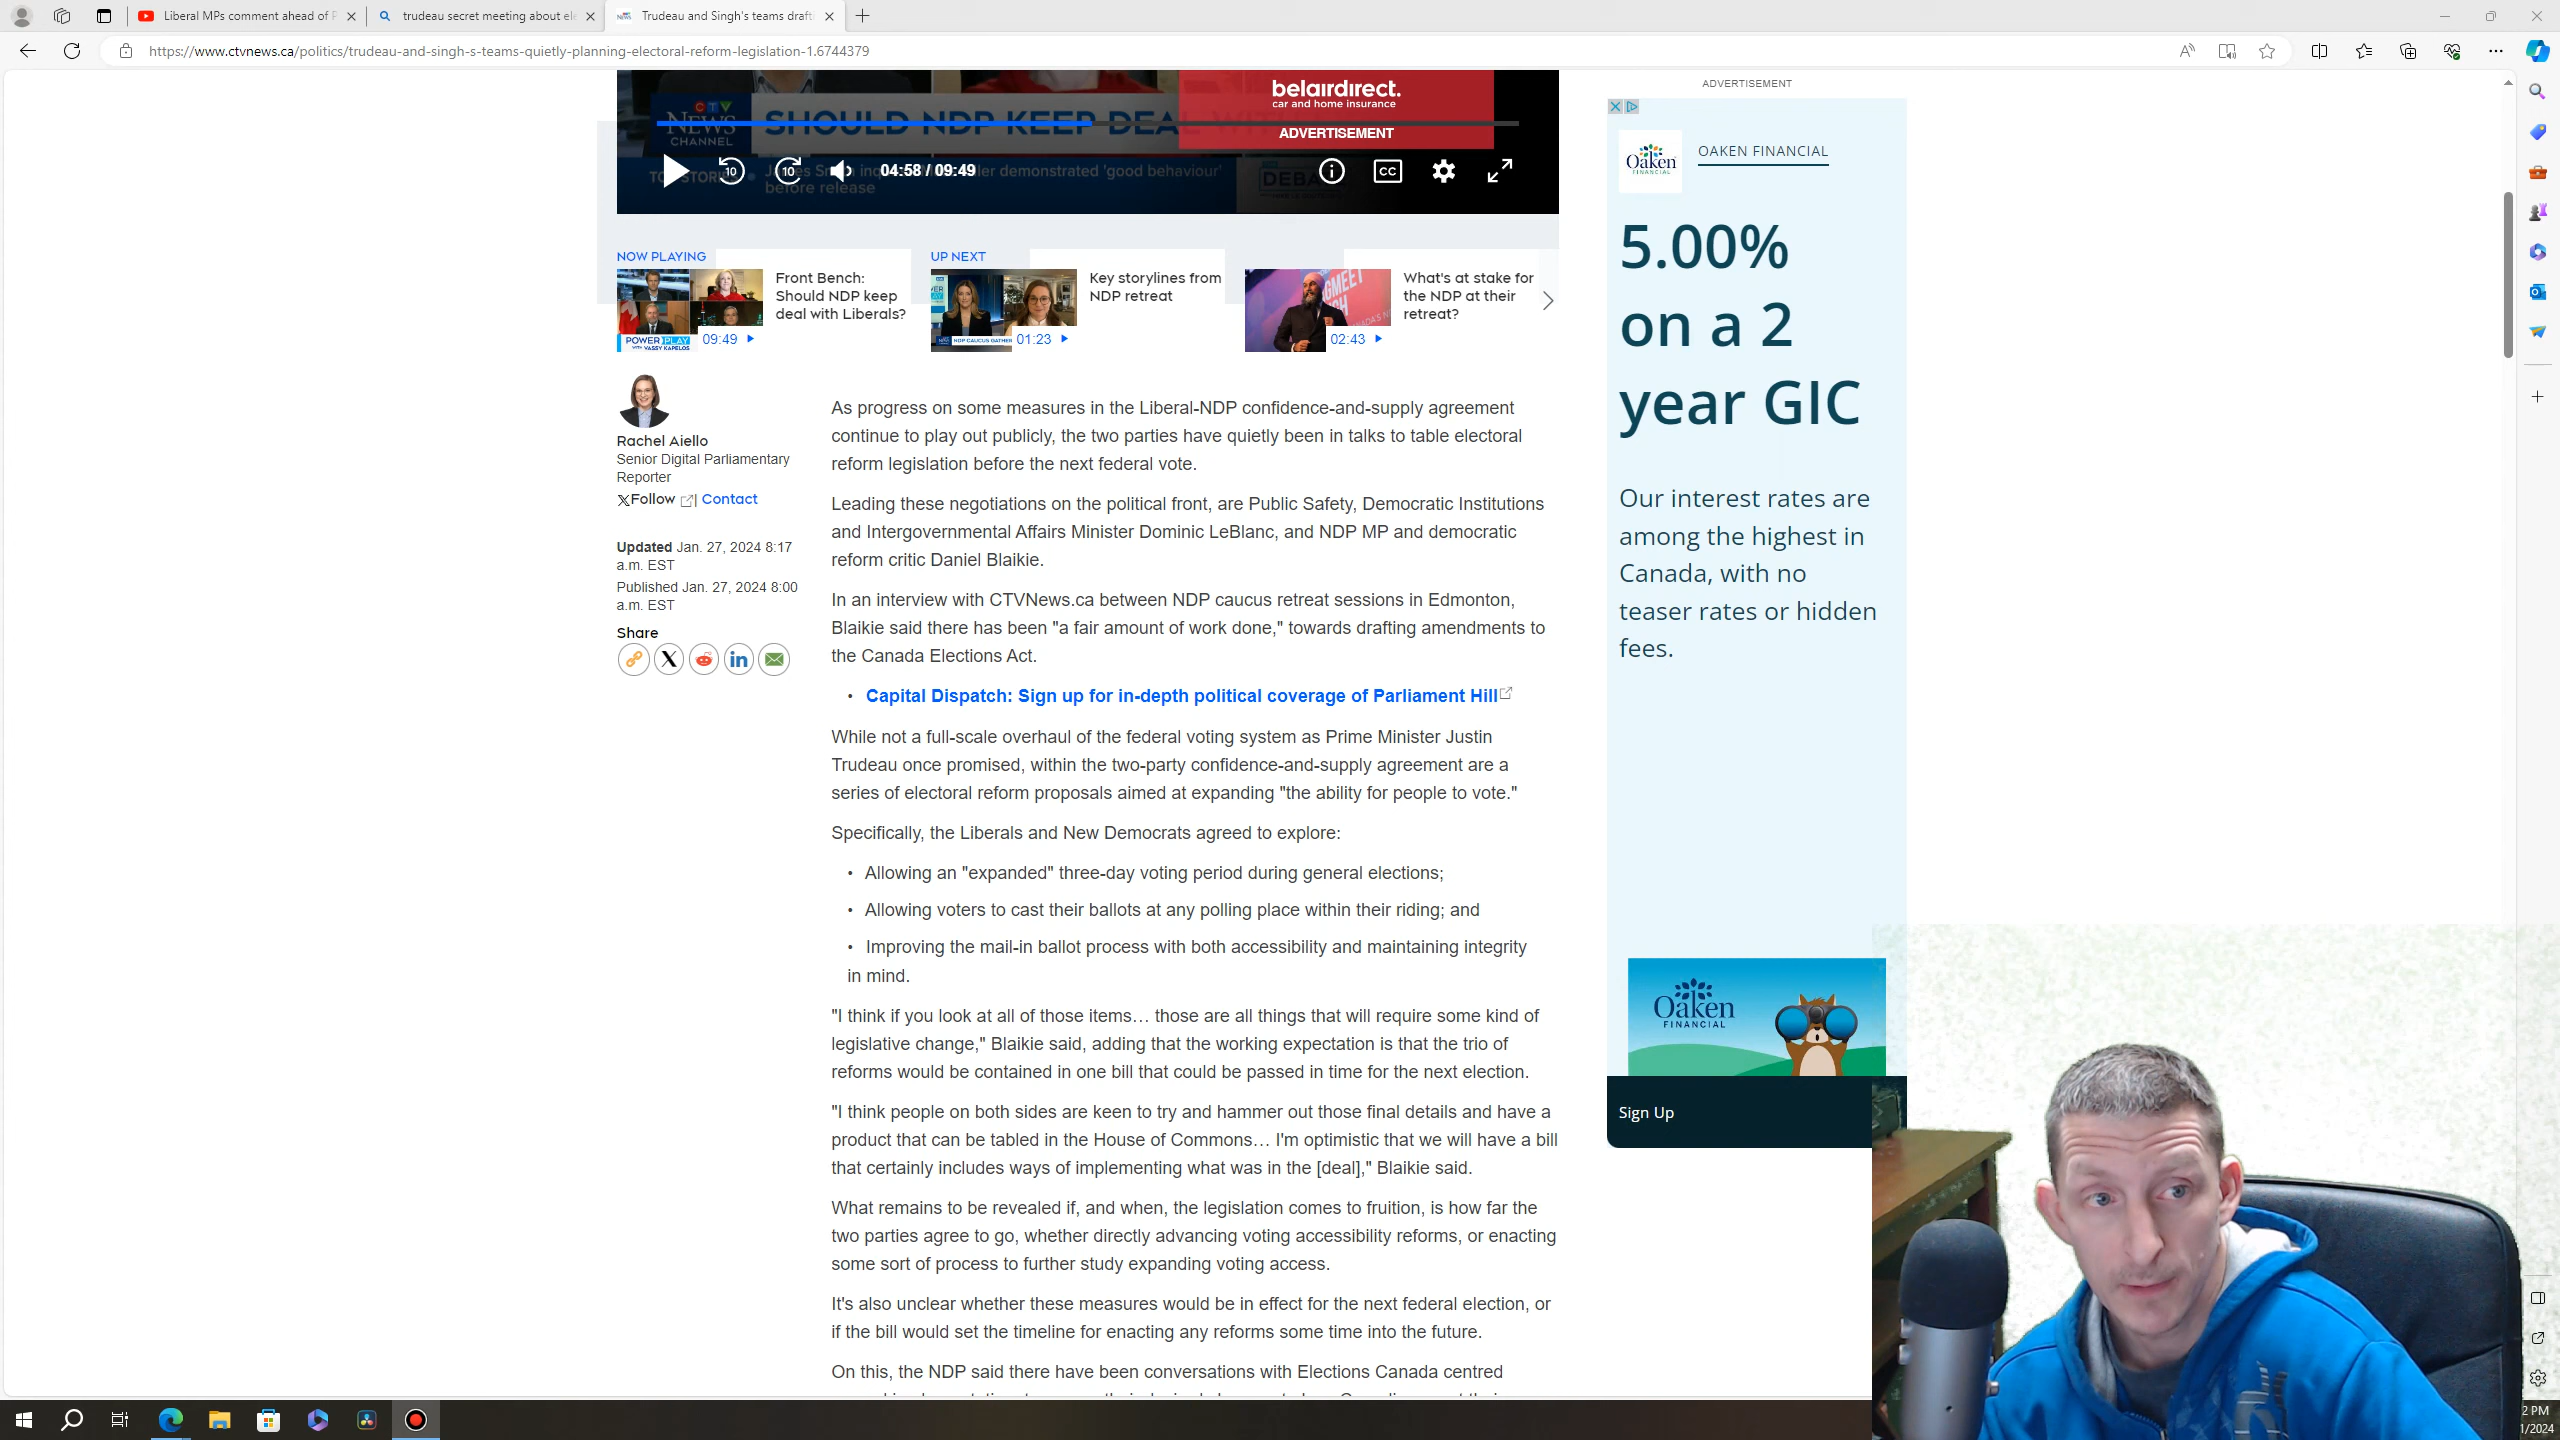 Liberal MPs comment ahead of P
trudeau secret meeting about ele
Trudeau and Singh's teams drafti
https://www.ctvnews.ca/politics/trudeau-and-singh-s-teams-quietly-planning-electoral-reform-legislation-1.6744379
CTV
NEWS
CHANNEL
SHOULD NDP KEEP DEAL
belairdirect.
car and home insurance
ADVERTISEMENT
10
10
04:58 / 09:49
CC
demonstrated 'good behaviour'
before release
NOW PLAYING
Front Bench:
Should NDP keep
deal with Liberals?
POWER PLAY
WITH VASSY KAPELOS
09:49
UP NEXT
Key storylines from
NDP retreat
01:23
What's at stake for
the NDP at their
retreat?
02:43
Rachel Aiello
Senior Digital Parliamentary
Reporter
Follow | Contact
Updated Jan. 27, 2024 8:17
a.m. EST
Published Jan. 27, 2024 8:00
a.m. EST
Share
As progress on some measures in the Liberal-NDP confidence-and-supply agreement
continue to play out publicly, the two parties have quietly been in talks to table electoral
reform legislation before the next federal vote.
Leading these negotiations on the political front, are Public Safety, Democratic Institutions
and Intergovernmental Affairs Minister Dominic LeBlanc, and NDP MP and democratic
reform critic Daniel Blaikie.
In an interview with CTVNews.ca between NDP caucus retreat sessions in Edmonton,
Blaikie said there has been "a fair amount of work done," towards drafting amendments to
the Canada Elections Act.
• Capital Dispatch: Sign up for in-depth political coverage of Parliament Hill
While not a full-scale overhaul of the federal voting system as Prime Minister Justin
Trudeau once promised, within the two-party confidence-and-supply agreement are a
series of electoral reform proposals aimed at expanding "the ability for people to vote."
Specifically, the Liberals and New Democrats agreed to explore:
• Allowing an "expanded" three-day voting period during general elections;
• Allowing voters to cast their ballots at any polling place within their riding; and
• Improving the mail-in ballot process with both accessibility and maintaining integrity
in mind.
"I think if you look at all of those items… those are all things that will require some kind of
legislative change," Blaikie said, adding that the working expectation is that the trio of
reforms would be contained in one bill that could be passed in time for the next election.
"I think people on both sides are keen to try and hammer out those final details and have a
product that can be tabled in the House of Commons… I'm optimistic that we will have a bill
that certainly includes ways of implementing what was in the [deal]," Blaikie said.
What remains to be revealed if, and when, the legislation comes to fruition, is how far the
two parties agree to go, whether directly advancing voting accessibility reforms, or enacting
some sort of process to further study expanding voting access.
It's also unclear whether these measures would be in effect for the next federal election, or
if the bill would set the timeline for enacting any reforms some time into the future.
On this, the NDP said there have been conversations with Elections Canada centred
ADVERTISEMENT
Oaken
FINANCIAL
OAKEN FINANCIAL
5.00%
on a 2
year GIC
Our interest rates are
among the highest in
Canada, with no
teaser rates or hidden
fees.
Oaken
FINANCIAL
Sign Up
2 PM
1/2024